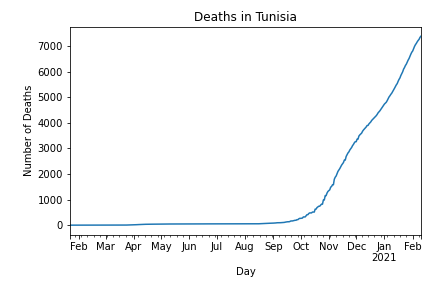 Deaths in Tunisia
7000
6000
5000
4000
3000
2000
1000
0
Number of Deaths
Feb Mar Apr May Jun Jul Aug Sep Oct Nov Dec Jan Feb
2021
Day